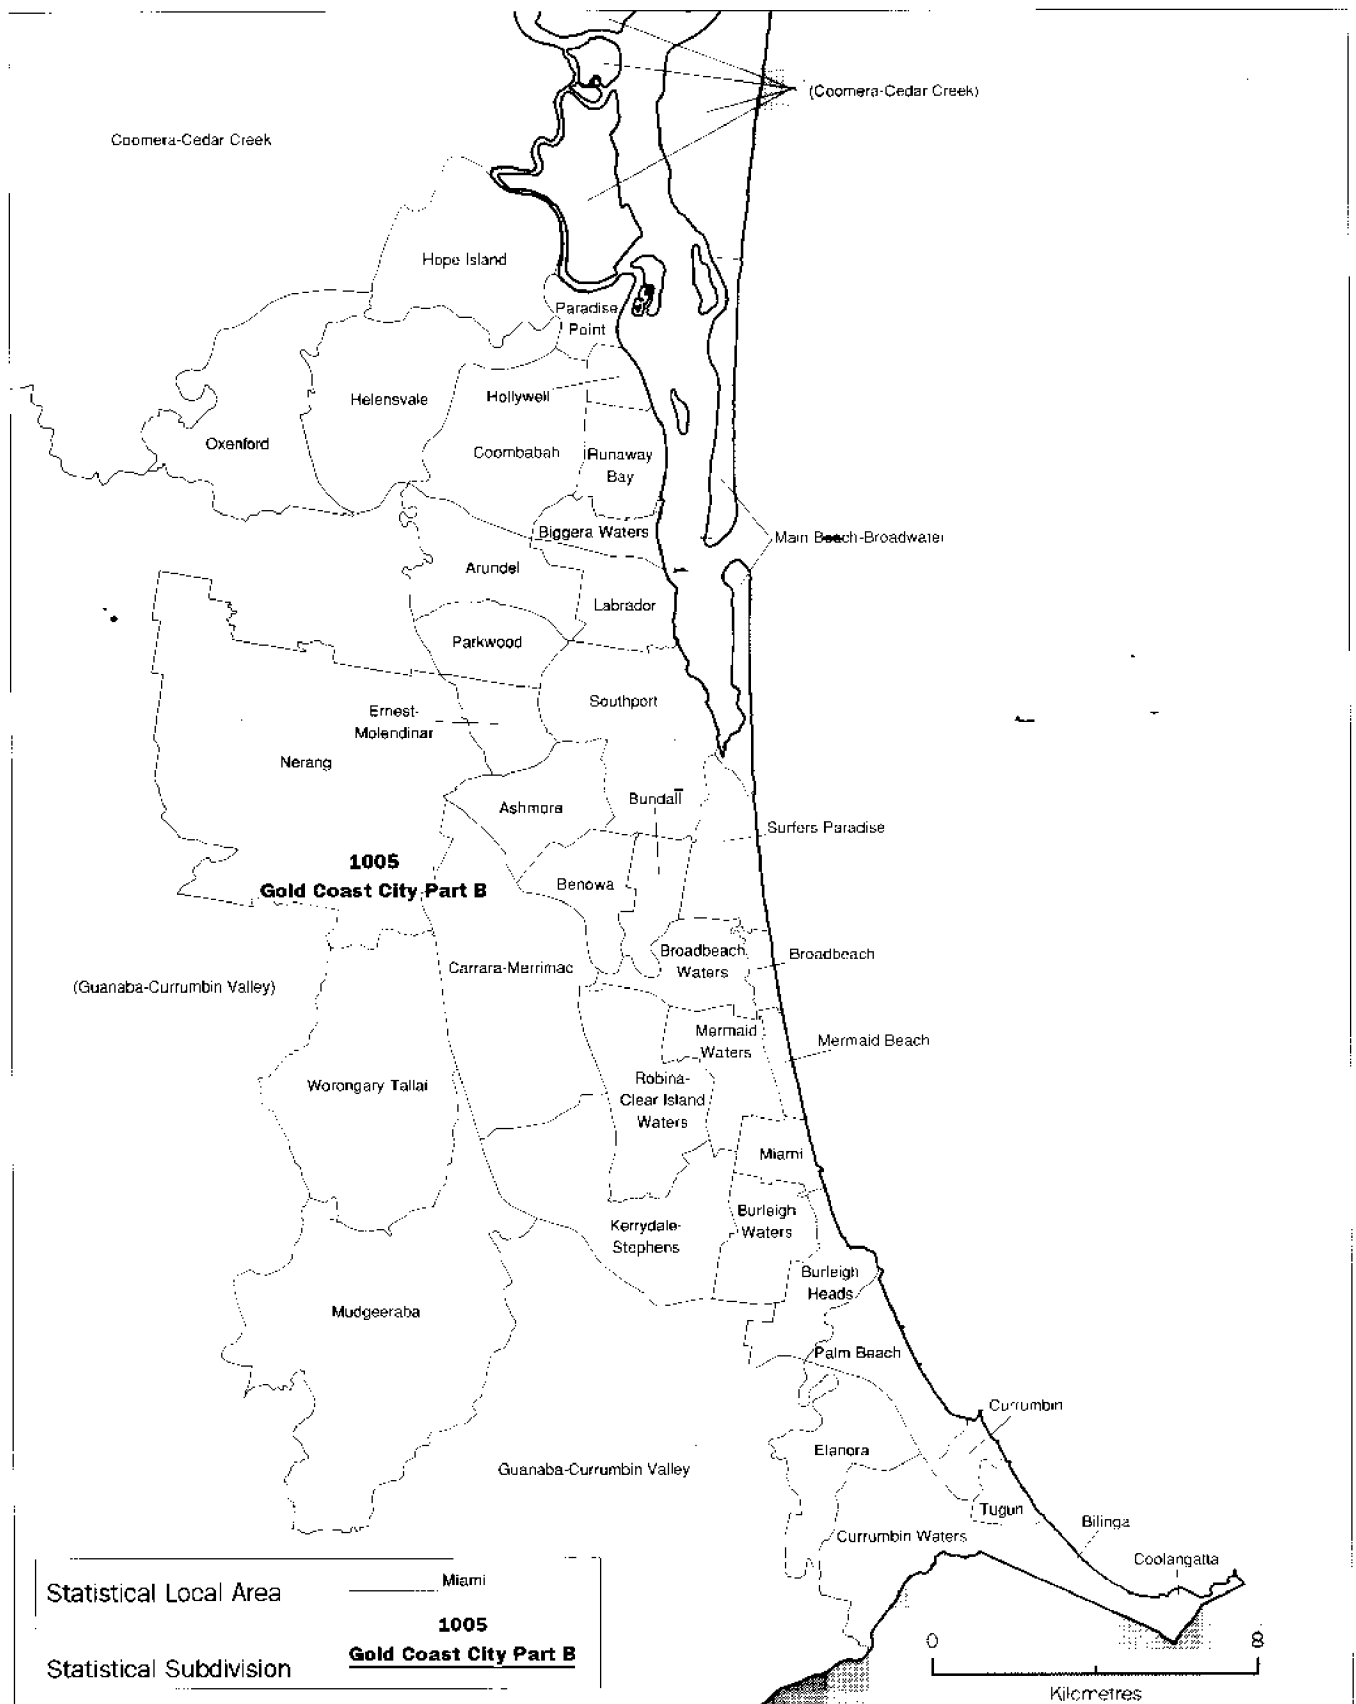 (Coomera-Cedar Creek)
Coomera-Cedar Creek
Hope Island
Paradise
Point
Helensvale
Hollywell
Oxenford
Coombabah
Runaway
Bay
Biggera Waters
Main Beach-Broadwater
Arundel
Labrador
Parkwood
Southport
Ernest-
Molendinar
Nerang
Ashmore
Bundall
Surfers Paradise
1005
Gold Coast City Part B
Benowa
Broadbeach
Waters
Broadbeach
Carrara-Merrimac
(Guanaba-Currumbin Valley)
Mermaid
Waters
Mermaid Beach
Worongary Tallai
Robina-
Clear Island
Waters
Miami
Kerrydale-
Stephens
Burleigh
Waters
Burleigh
Heads
Mudgeeraba
Palm Beach
Currumbin
Elanora
Guanaba-Currumbin Valley
Tugun
Bilinga
Currumbin Waters
Coolangatta
Statistical Local Area
Miami
1005
Gold Coast City Part B
Statistical Subdivision
0 8
Kilometres